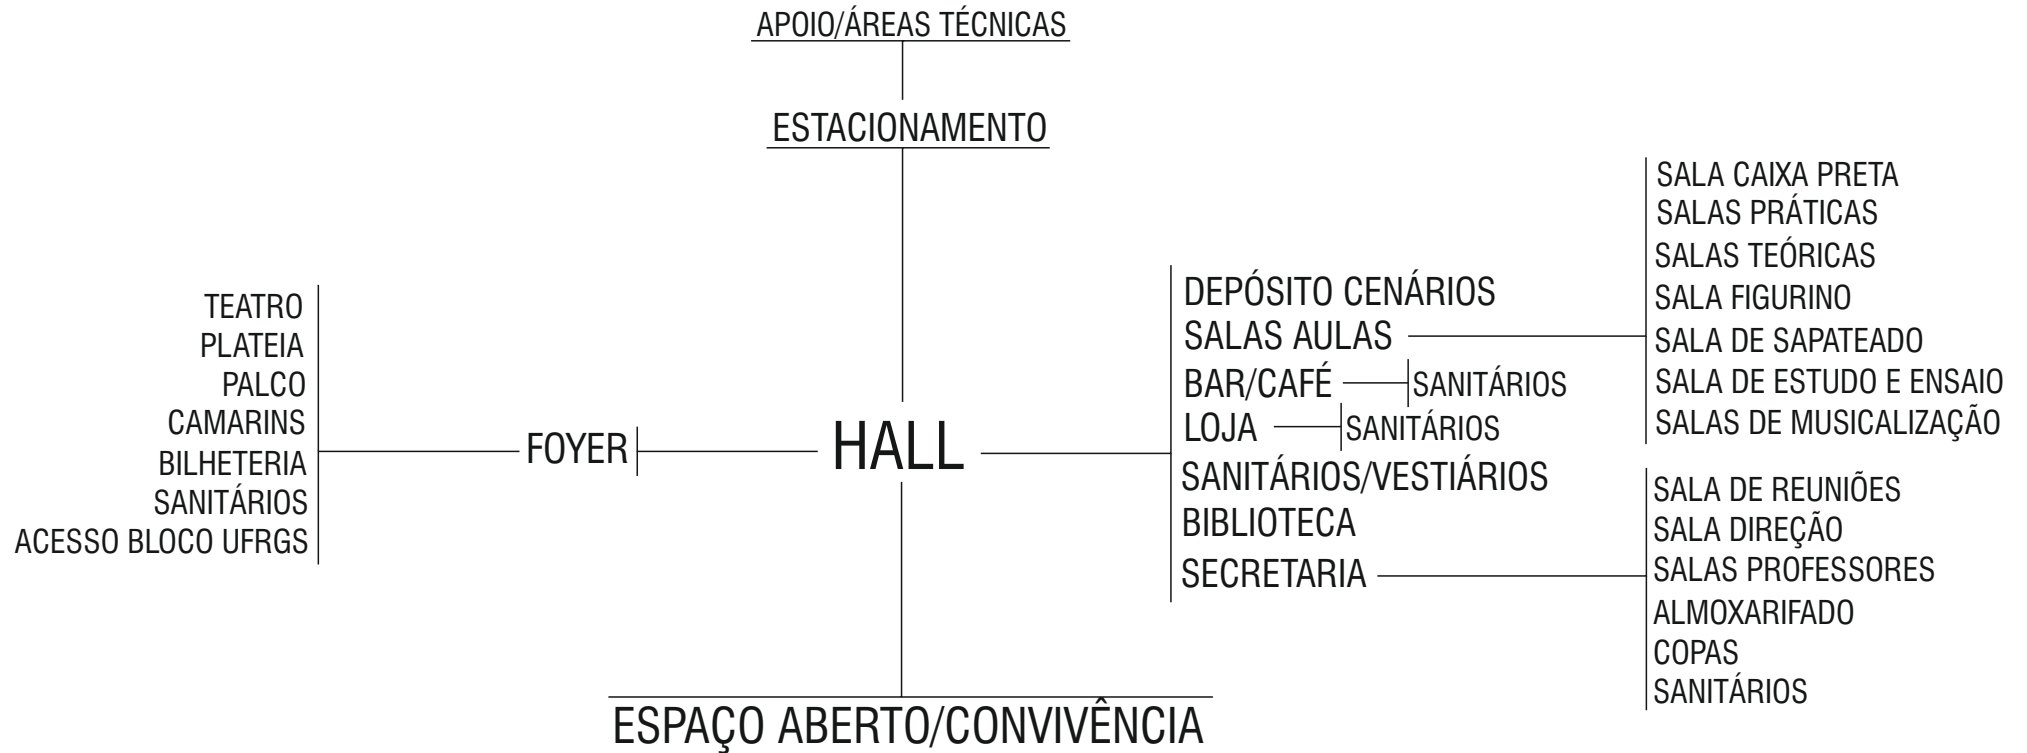 APOIO/ÁREAS TÉCNICAS
ESTACIONAMENTO
TEATRO
PLATEIA
PALCO
CAMARINS
BILHETERIA
SANITÁRIOS
ACESSO BLOCO UFRGS
FOYER
HALL
DEPÓSITO CENÁRIOS
SALAS AULAS
BAR/CAFÉ
SANITÁRIOS
LOJA
SANITÁRIOS
SANITÁRIOS/VESTIÁRIOS
BIBLIOTECA
SECRETARIA
SALA CAIXA PRETA
SALAS PRÁTICAS
SALAS TEÓRICAS
SALA FIGURINO
SALA DE SAPATEADO
SALA DE ESTUDO E ENSAIO
SALAS DE MUSICALIZAÇÃO
SALA DE REUNIÕES
SALA DIREÇÃO
SALAS PROFESSORES
ALMOXARIFADO
COPAS
SANITÁRIOS
ESPAÇO ABERTO/CONVIVÊNCIA